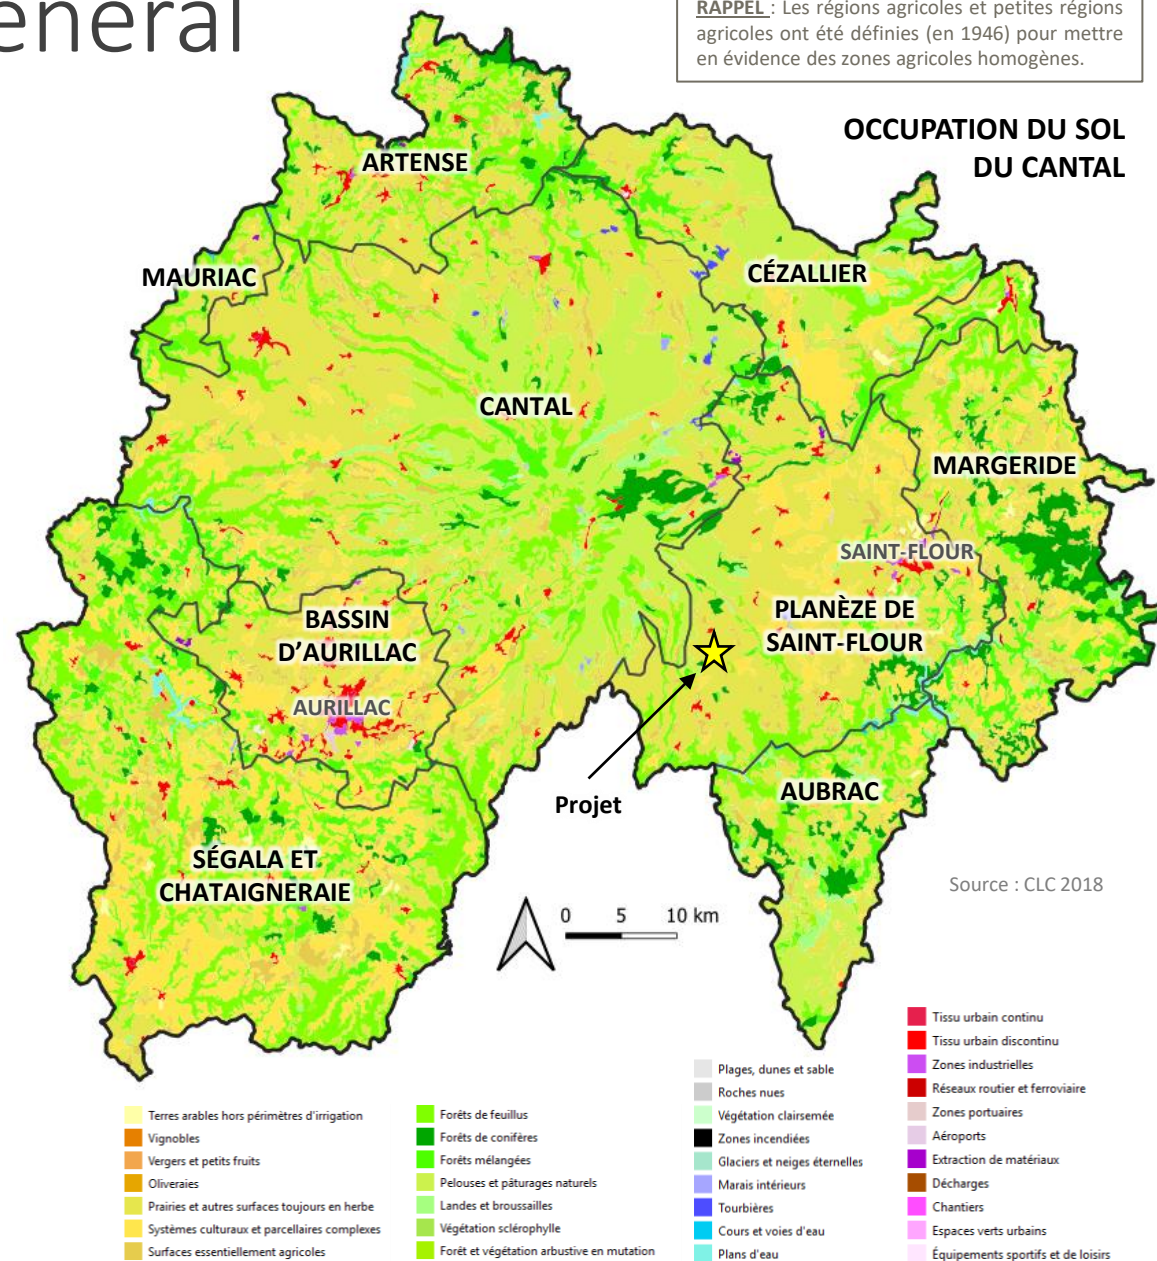 énéral
RAPPEL : Les régions agricoles et petites régions
agricoles ont été définies (en 1946) pour mettre
en évidence des zones agricoles homogènes.
OCCUPATION DU SOL
DU CANTAL
ARTENSE
MAURIAC
CÉZALLIER
CANTAL
MARGERIDE
SAINT-FLOUR
BASSIN
D'AURILLAC
PLANÈZE DE
SAINT-FLOUR
AURILLAC
Projet
AUBRAC
SÉGALA ET
CHATAIGNERAIE
Source : CLC 2018
0 5 10 km
Terres arables hors périmètres d'irrigation
Vignobles
Vergers et petits fruits
Oliveraies
Prairies et autres surfaces toujours en herbe
Systèmes culturaux et parcellaires complexes
Surfaces essentiellement agricoles
Forêts de feuillus
Forêts de conifères
Forêts mélangées
Pelouses et pâturages naturels
Landes et broussailles
Végétation sclérophylle
Forêt et végétation arbustive en mutation
Plages, dunes et sable
Roches nues
Végétation clairsemée
Zones incendiées
Glaciers et neiges éternelles
Marais intérieurs
Tourbières
Cours et voies d'eau
Plans d'eau
Tissu urbain continu
Tissu urbain discontinu
Zones industrielles
Réseaux routier et ferroviaire
Zones portuaires
Aéroports
Extraction de matériaux
Décharges
Chantiers
Espaces verts urbains
Équipements sportifs et de loisirs